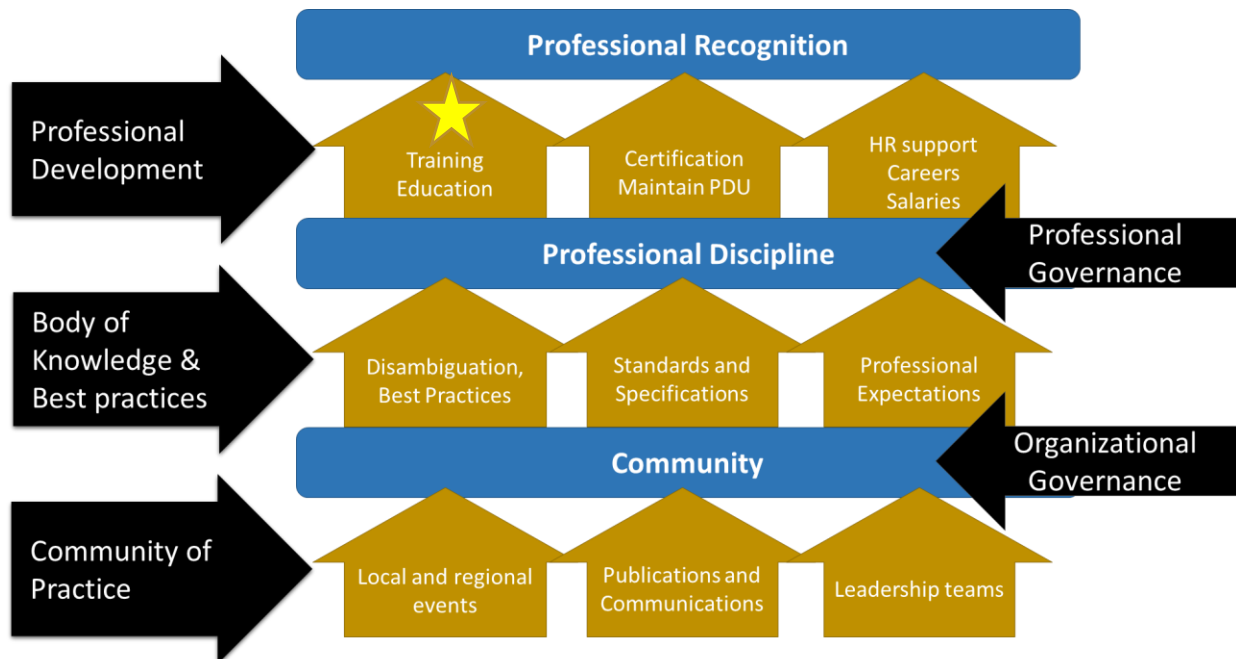 Professional Recognition
Professional
Development
Training
Education
Certification
Maintain PDU
HR support
Careers
Salaries
Professional Discipline
Professional
Governance
Body of
Knowledge &
Best practices
Disambiguation,
Best Practices
Standards and
Specifications
Professional
Expectations
Community
Organizational
Governance
Community of
Practice
Local and regional
events
Publications and
Communications
Leadership teams